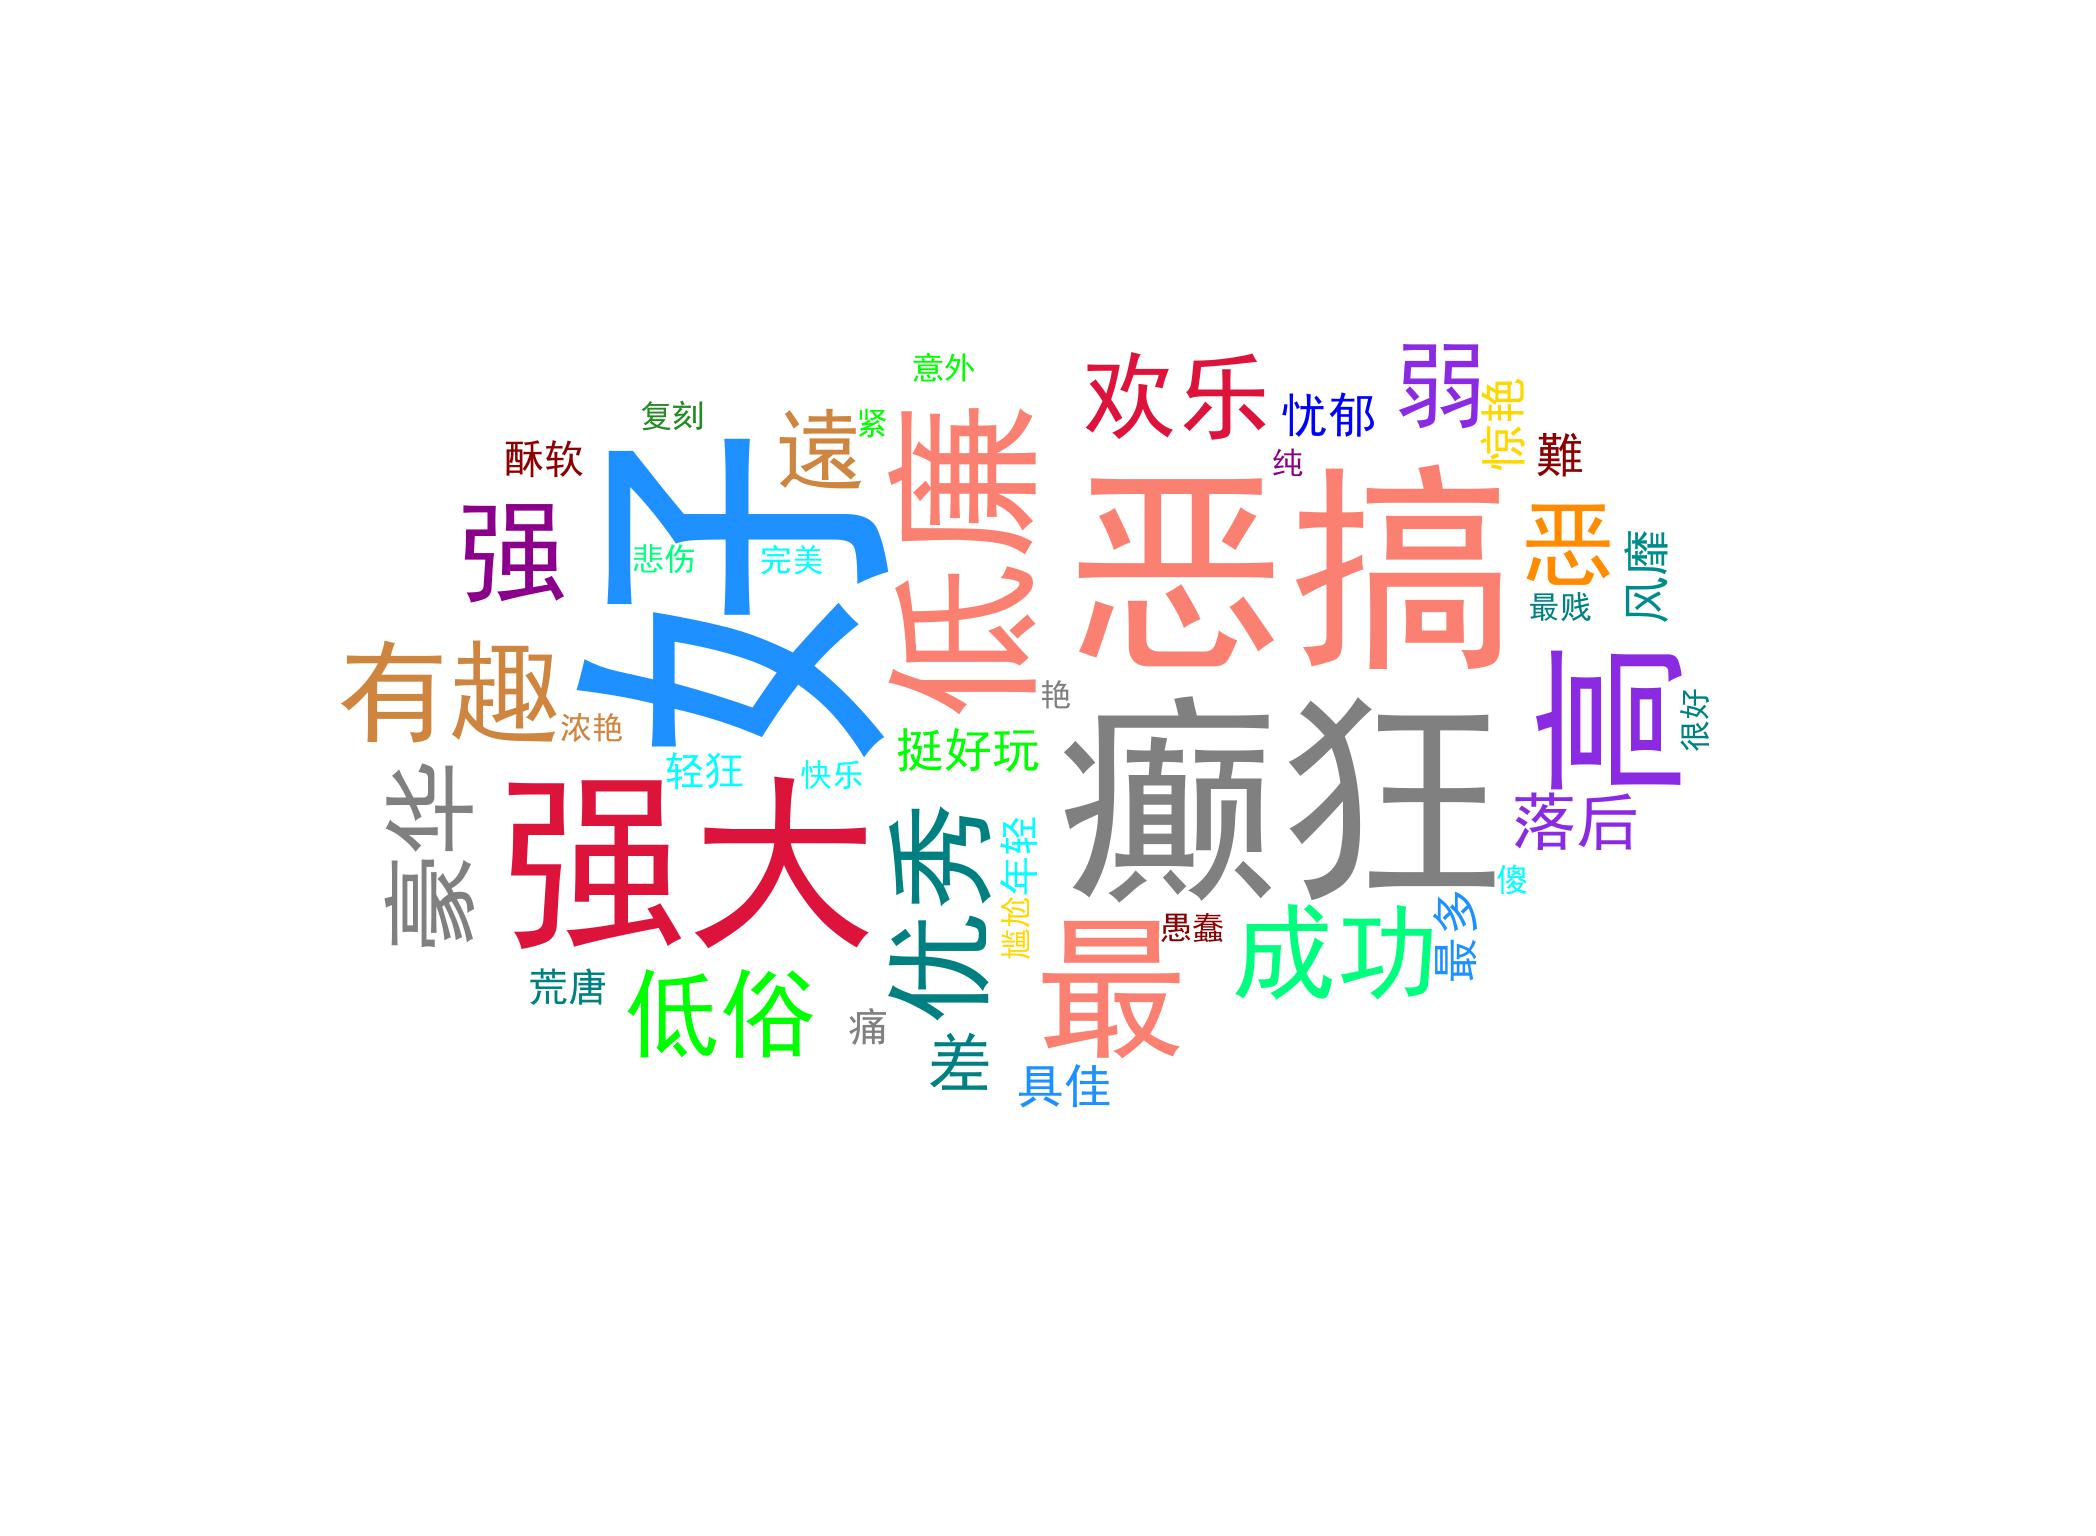 意外
欢乐
弱
复刻
遠
紧
低廉
忧郁
惊艳
酥软
好
纯
難
强
悲伤
完美
恶搞
恶
风靡
最贱
有趣
浓艳
艳
高
很好
轻狂
快乐
挺好玩
癫狂
落后
豪华
强大
优秀
年轻
尴尬
傻
最
愚蠢
成功
最多
荒唐
低俗
痛
差
具佳